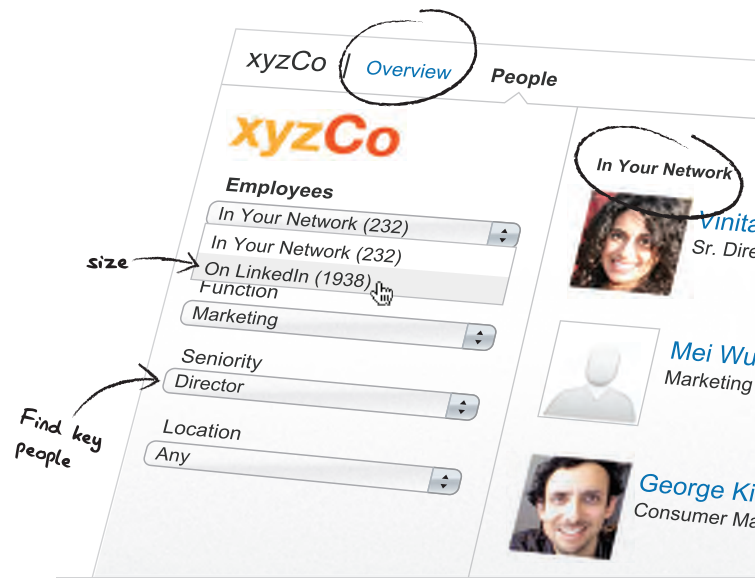 xyzCo | Overview People
xyzCo
Employees
In Your Network (232)
In Your Network (232)
On LinkedIn (1938)
Function
Marketing
Seniority
Director
Location
Any
size
Find key
people
In Your Network
Vinita
Sr. Dire
Mei Wu
Marketing
George Ki
Consumer Ma